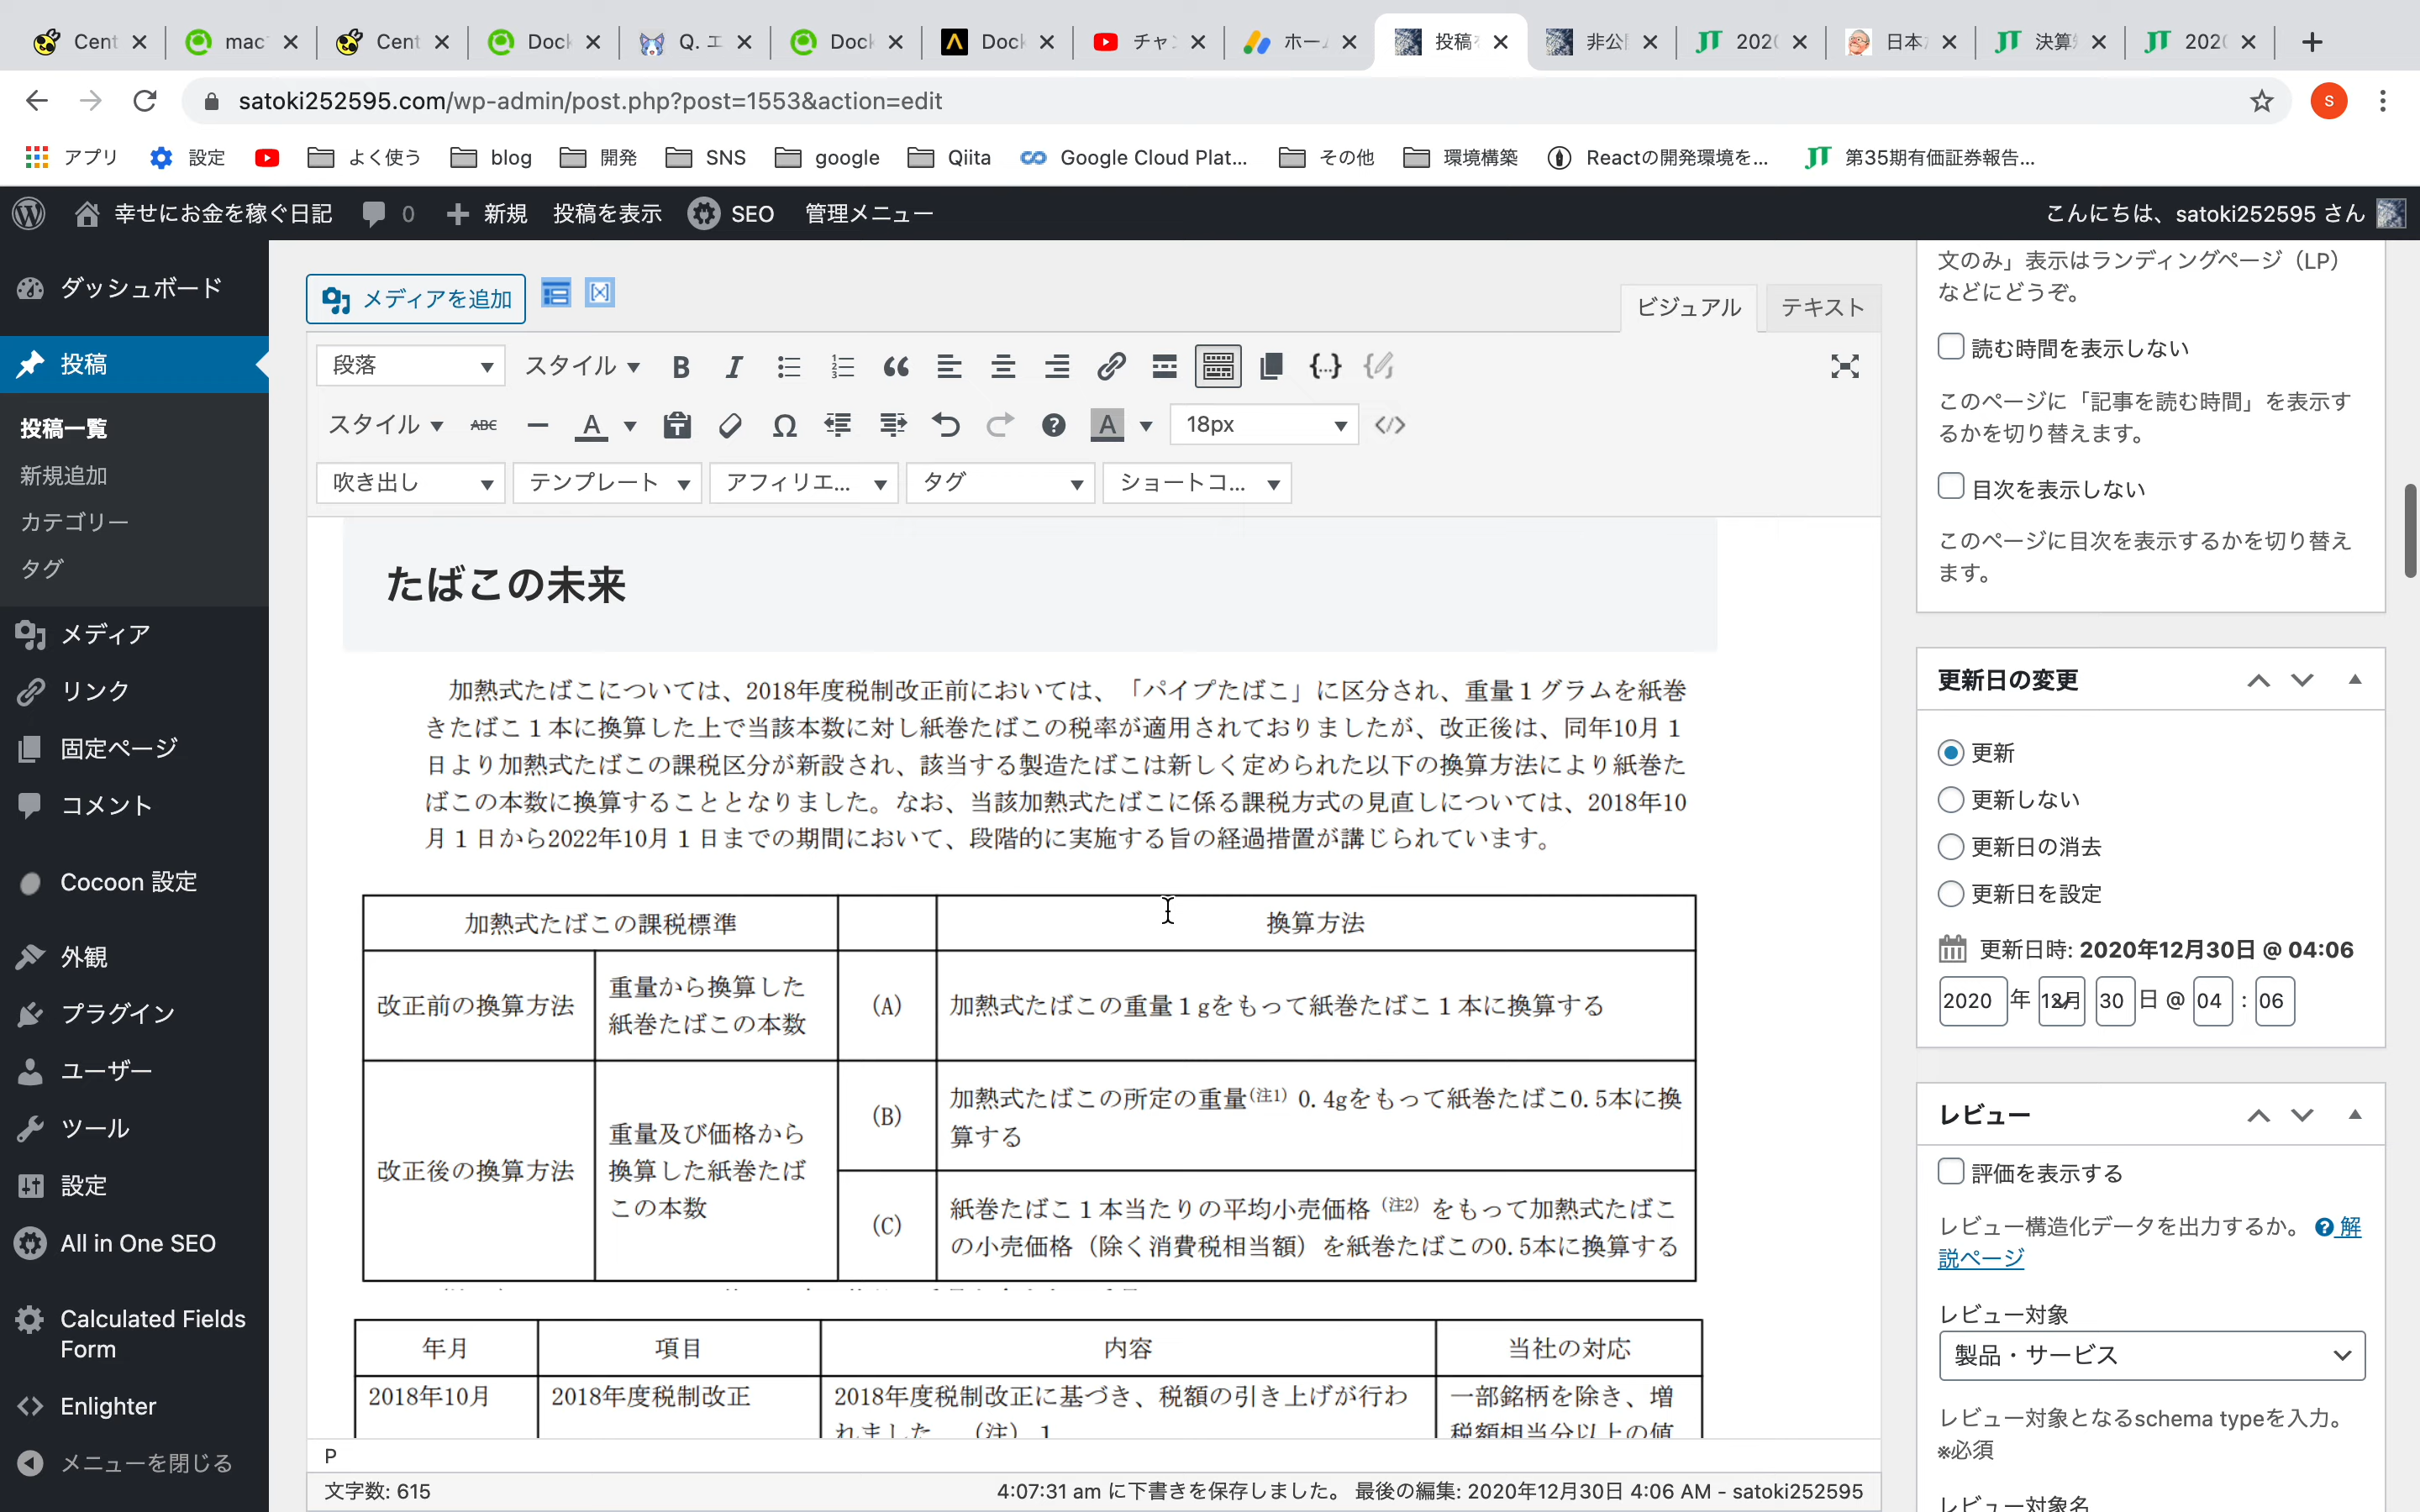 Cent
mac
Cent
Dock
Q. エ
Dock
Dock
チャ
ホーム
投稿
非公
202
日本
決算
202
satoki252595.com/wp-admin/post.php?post=1553&action=edit
S
アプリ
設定
よく使う
blog
開発
SNS
google
Qiita
Google Cloud Plat...
その他
環境構築
Reactの開発環境を...
第35期有価証券報告...
幸せにお金を稼ぐ日記
0
新規
投稿を表示
SEO
管理メニュー
こんにちは、satoki252595 さん
ダッシュボード
投稿
投稿一覧
新規追加
カテゴリー
タグ
メディア
リンク
固定ページ
コメント
Cocoon 設定
外観
プラグイン
ユーザー
ツール
設定
All in One SEO
Calculated Fields
Form
Enlighter
メニューを閉じる
メディアを追加
ビジュアル
テキスト
段落
スタイル
スタイル
ABC
18px
吹き出し
テンプレート
アフィリエ...
タグ
ショートコ...
たばこの未来
加熱式たばこについては、2018年度税制改正前においては、「パイプたばこ」に区分され、重量1グラムを紙巻
きたばこ1本に換算した上で当該本数に対し紙巻たばこの税率が適用されておりましたが、改正後は、同年10月1
日より加熱式たばこの課税区分が新設され、該当する製造たばこは新しく定められた以下の換算方法により紙巻た
ばこの本数に換算することとなりました。なお、当該加熱式たばこに係る課税方式の見直しについては、2018年10
月1日から2022年10月1日までの期間において、段階的に実施する旨の経過措置が講じられています。
加熱式たばこの課税標準
換算方法
改正前の換算方法
重量から換算した
紙巻たばこの本数
(A)
加熱式たばこの重量1gをもって紙巻たばこ1本に換算する
改正後の換算方法
重量及び価格から
換算した紙巻たば
この本数
(B)
加熱式たばこの所定の重量(注1) 0.4gをもって紙巻たばこ0.5本に換
算する
(C)
紙巻たばこ1本当たりの平均小売価格(注2)をもって加熱式たばこ
の小売価格(除く消費税相当額)を紙巻たばこの0.5本に換算する
年月
項目
内容
当社の対応
2018年10月
2018年度税制改正
2018年度税制改正に基づき、税額の引き上げが行わ
れました。(注)1
一部銘柄を除き、増
税額相当分以上の値
P
文字数: 615
4:07:31 am に下書きを保存しました。 最後の編集: 2020年12月30日 4:06 AM - satoki252595
文のみ」表示はランディングページ(LP)
などにどうぞ。
読む時間を表示しない
このページに「記事を読む時間」を表示す
るかを切り替えます。
目次を表示しない
このページに目次を表示するかを切り替え
ます。
更新日の変更
更新
更新しない
更新日の消去
更新日を設定
更新日時: 2020年12月30日 @ 04:06
2020 年 12月 30 日 @ 04 : 06
レビュー
評価を表示する
レビュー構造化データを出力するか。 解
説ページ
レビュー対象
製品・サービス
レビュー対象となるschema typeを入力。
※必須
レビュー対象名